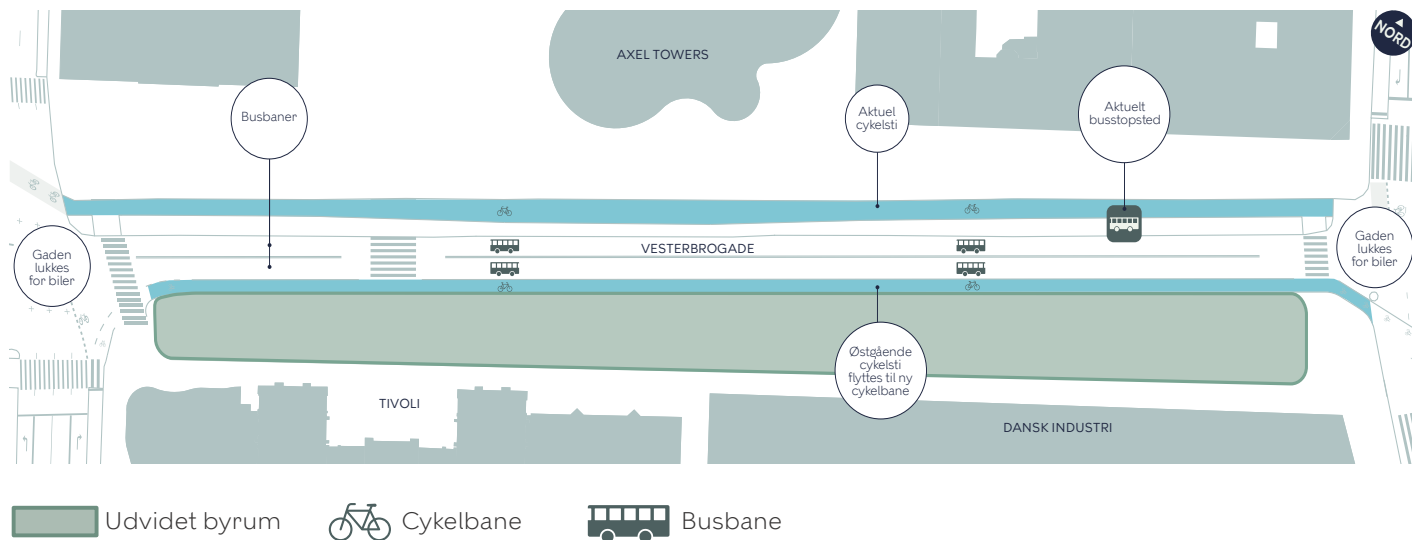 AXEL TOWERS
NORD
Busbaner
Aktuel
cykelsti
Aktuelt
busstopsted
Gaden
lukkes
for biler
VESTERBROGADE
Gaden
lukkes
for biler
Østgående
cykelsti
flyttes til ny
cykelbane
TIVOLI
DANSK INDUSTRI
Udvidet byrum
Cykelbane
Busbane